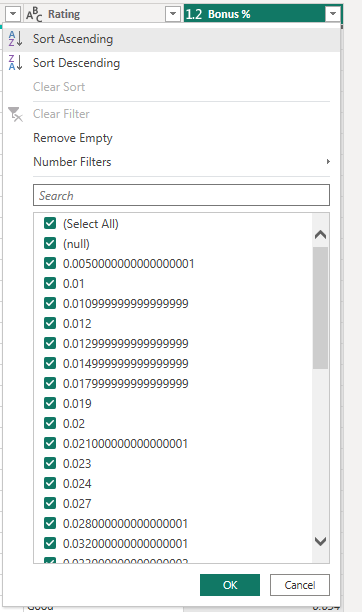 ABC Rating 1.2 Bonus %
Sort Ascending
Sort Descending
Clear Sort
Clear Filter
Remove Empty
Number Filters
Search
(Select All)
(null)
0.0050000000000000001
0.01
0.010999999999999999
0.012
0.012999999999999999
0.014999999999999999
0.017999999999999999
0.019
0.02
0.021000000000000001
0.023
0.024
0.027
0.028000000000000001
0.032000000000000001
OK Cancel